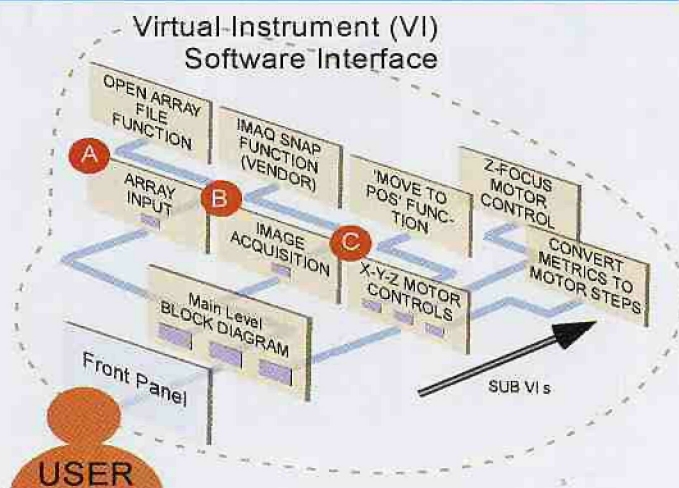 Virtual Instrument (VI)
Software Interface
OPEN ARRAY
FILE
FUNCTION
IMAQ SNAP
FUNCTION
(VENDOR)
'MOVE TO
POS' FUNC-
TION
Z-FOCUS
MOTOR
CONTROL
A
ARRAY
INPUT
B
IMAGE
ACQUISITION
C
X-Y-Z MOTOR
CONTROLS
CONVERT
METRICS TO
MOTOR STEPS
Main Level
BLOCK DIAGRAM
Front Panel
SUB VI s
USER